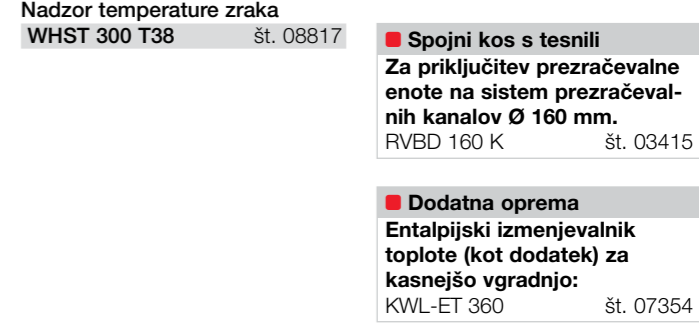 Nadzor temperature zraka
WHST 300 T38 št. 08817
Spojni kos s tesnili
Za priključitev prezračevalne
enote na sistem prezračeval-
nih kanalov Ø 160 mm.
RVBD 160 K št. 03415
Dodatna oprema
Entalpijski izmenjevalnik
toplote (kot dodatek) za
kasnejšo vgradnjo:
KWL-ET 360 št. 07354